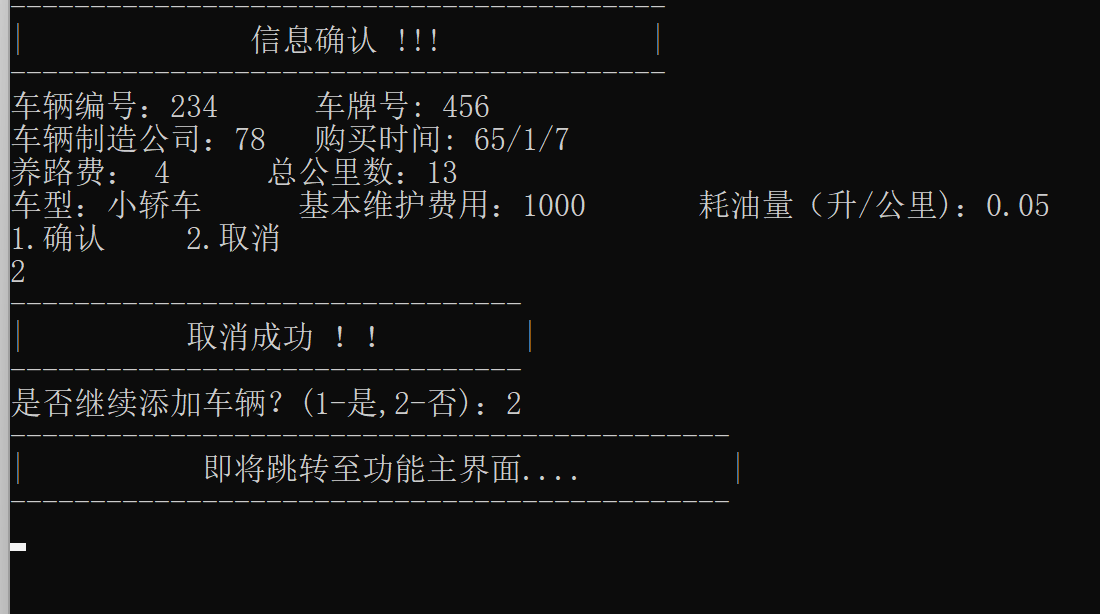 -----------------------------------------
|              信息确认 !!!             |
-----------------------------------------
车辆编号：234      车牌号: 456
车辆制造公司：78   购买时间: 65/1/7
养路费： 4      总公里数：13
车型：小轿车      基本维护费用：1000       耗油量（升/公里)：0.05
1.确认     2.取消
2
--------------------------------
|          取消成功 ！！         |
--------------------------------
是否继续添加车辆？(1-是,2-否)：2
---------------------------------------------
|           即将跳转至功能主界面....          |
---------------------------------------------